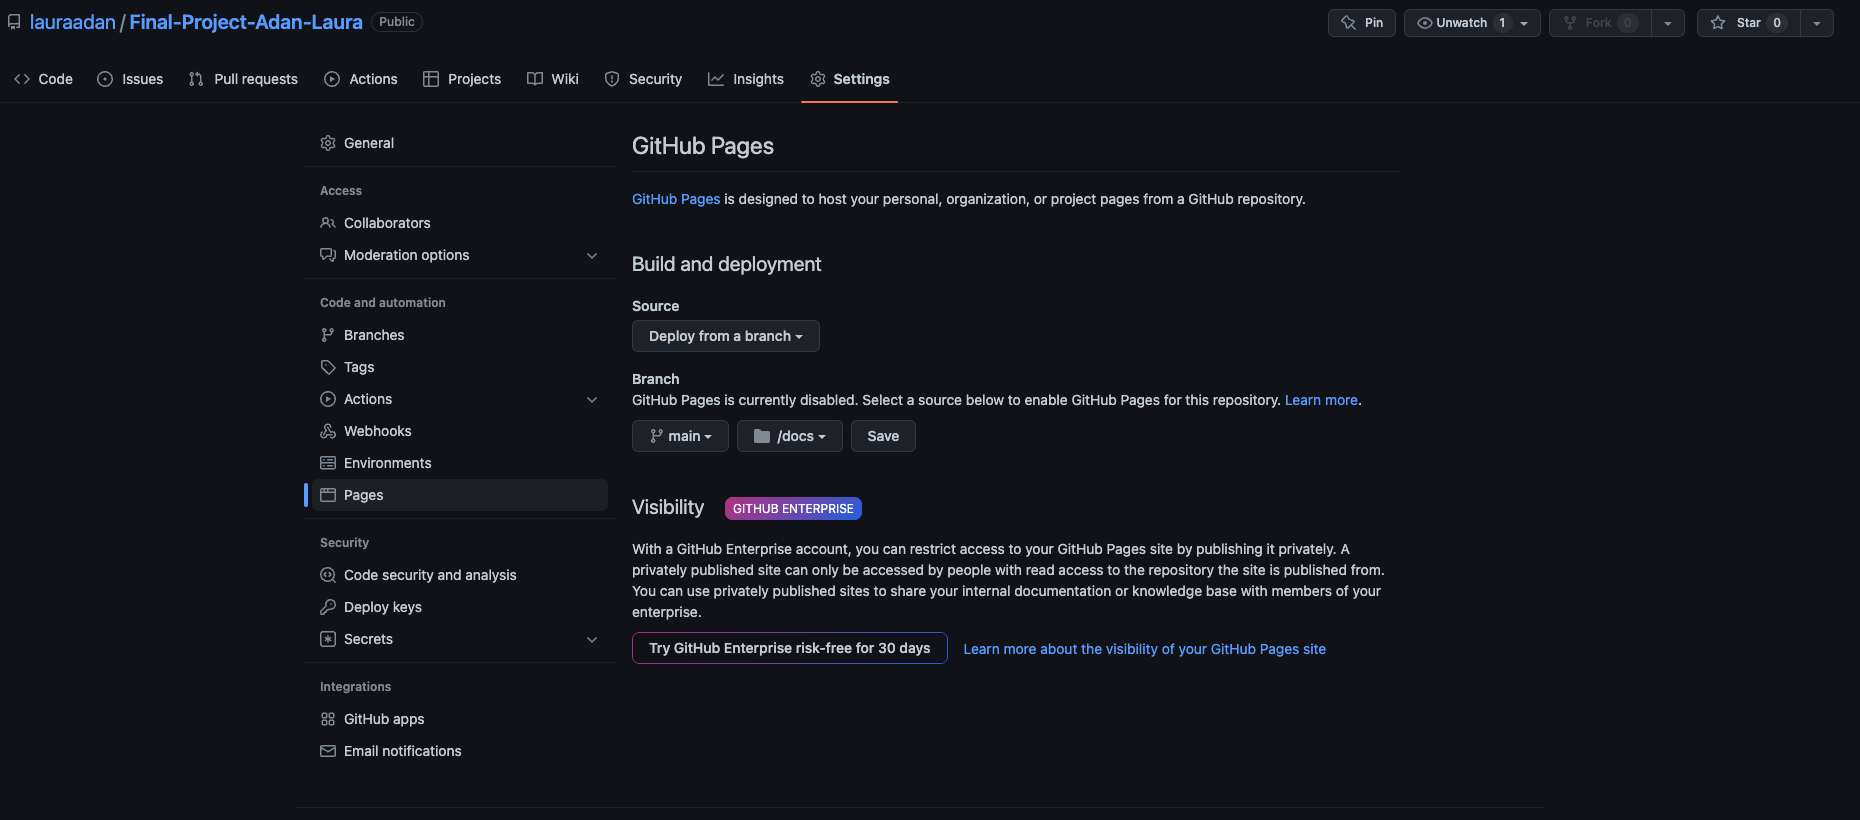 lauraadan / Final-Project-Adan-Laura Public
Pin
Unwatch 1
Fork 0
Star 0
Code
Issues
Pull requests
Actions
Projects
Wiki
Security
Insights
Settings
General
Access
Collaborators
Moderation options
Code and automation
Branches
Tags
Actions
Webhooks
Environments
Pages
Security
Code security and analysis
Deploy keys
Secrets
Integrations
GitHub apps
Email notifications
GitHub Pages
GitHub Pages is designed to host your personal, organization, or project pages from a GitHub repository.
Build and deployment
Source
Deploy from a branch
Branch
GitHub Pages is currently disabled. Select a source below to enable GitHub Pages for this repository. Learn more.
main
/docs
Save
Visibility GITHUB ENTERPRISE
With a GitHub Enterprise account, you can restrict access to your GitHub Pages site by publishing it privately. A
privately published site can only be accessed by people with read access to the repository the site is published from.
You can use privately published sites to share your internal documentation or knowledge base with members of your
enterprise.
Try GitHub Enterprise risk-free for 30 days
Learn more about the visibility of your GitHub Pages site